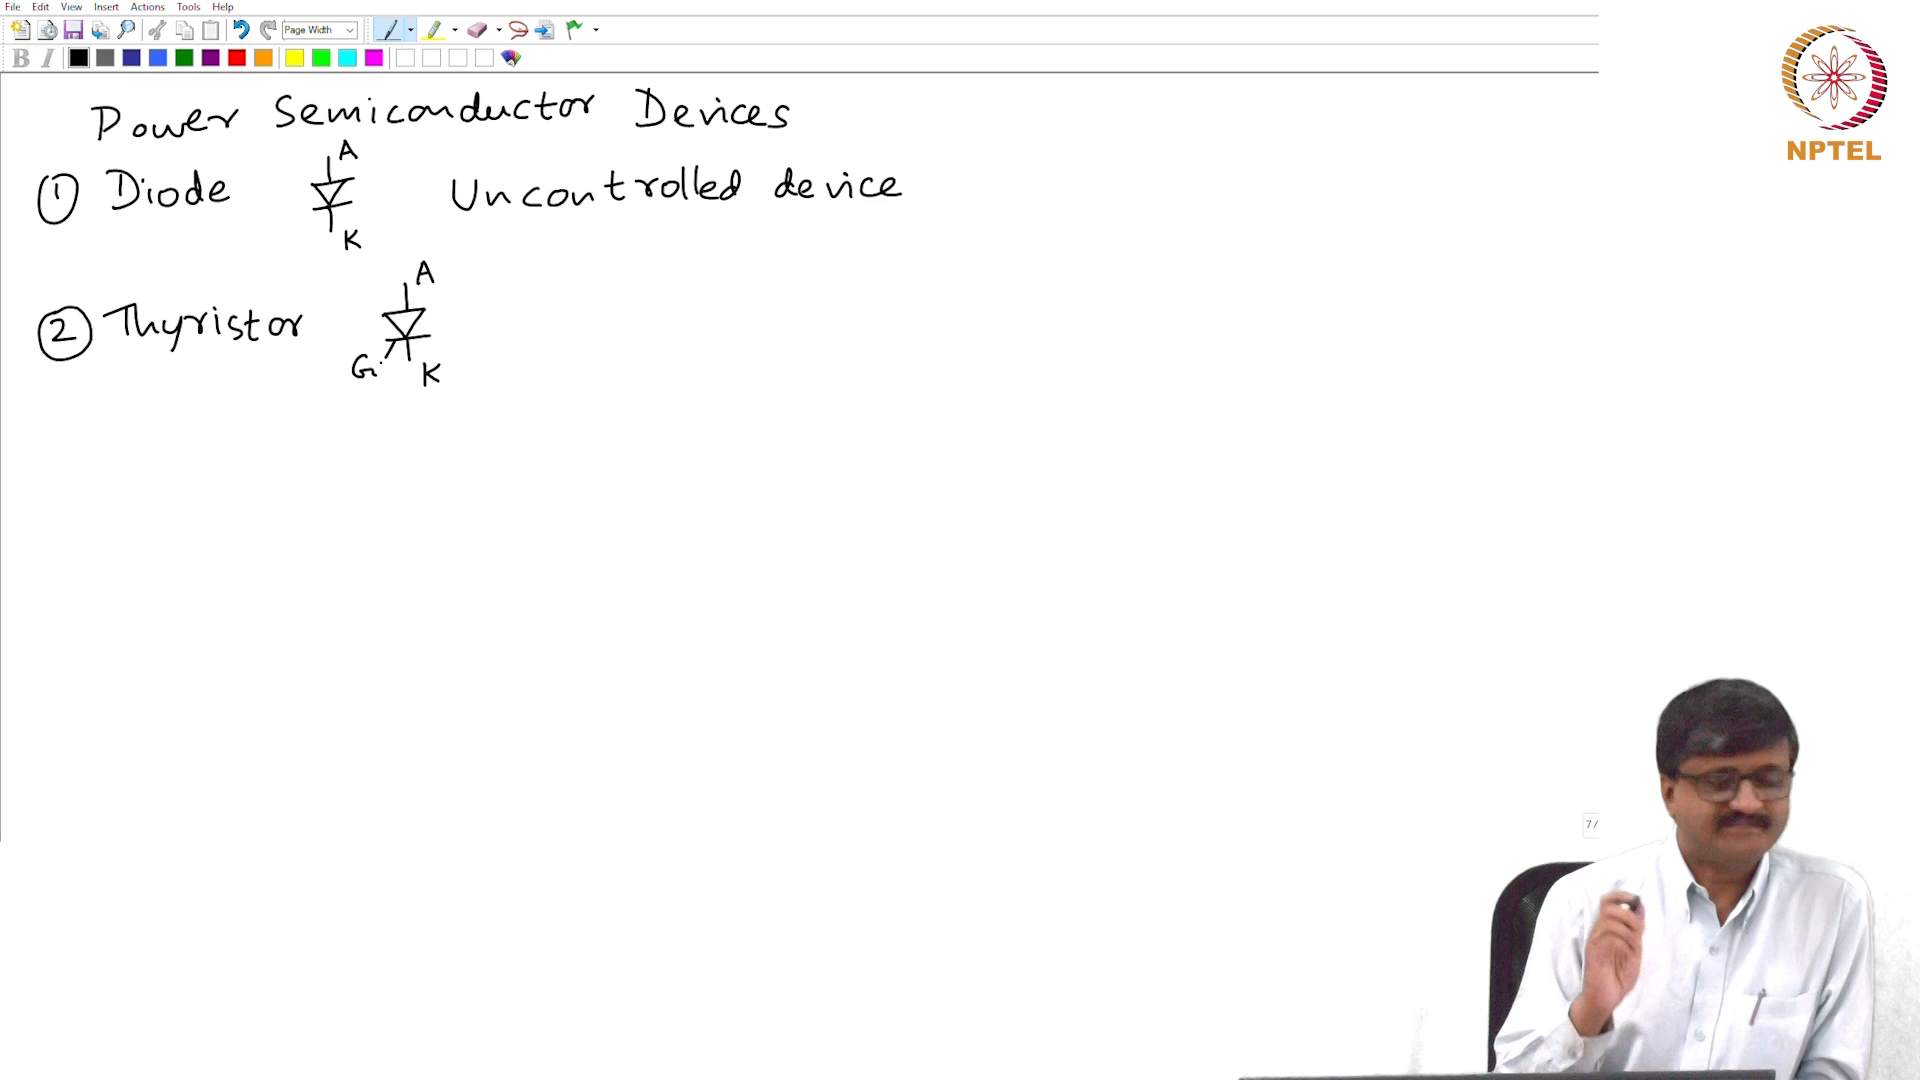 File Edit View Insert Actions Tools Help
Page Width
B I
NPTEL
Power Semiconductor Devices
A
① Diode Uncontrolled device
K
A
② Thyristor
G K
7/